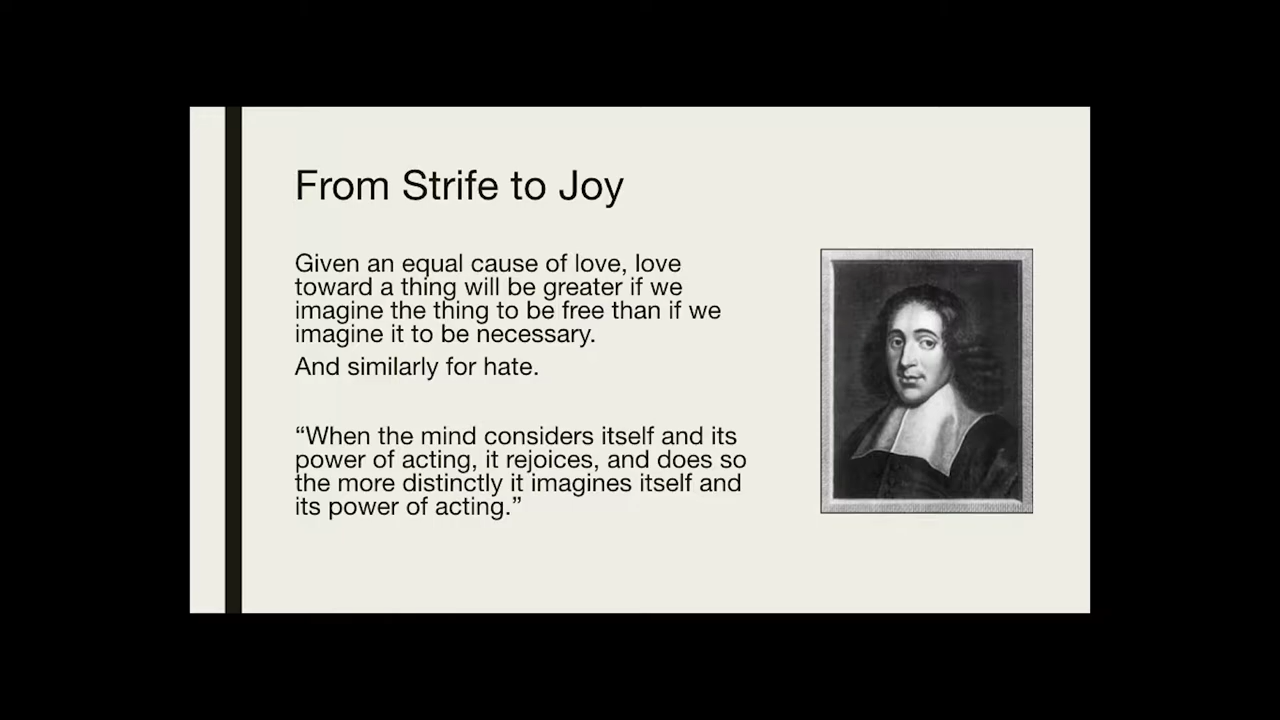 From Strife to Joy
Given an equal cause of love, love
toward a thing will be greater if we
imagine the thing to be free than if we
imagine it to be necessary.
And similarly for hate.
“When the mind considers itself and its
power of acting, it rejoices, and does so
the more distinctly it imagines itself and
its power of acting.”